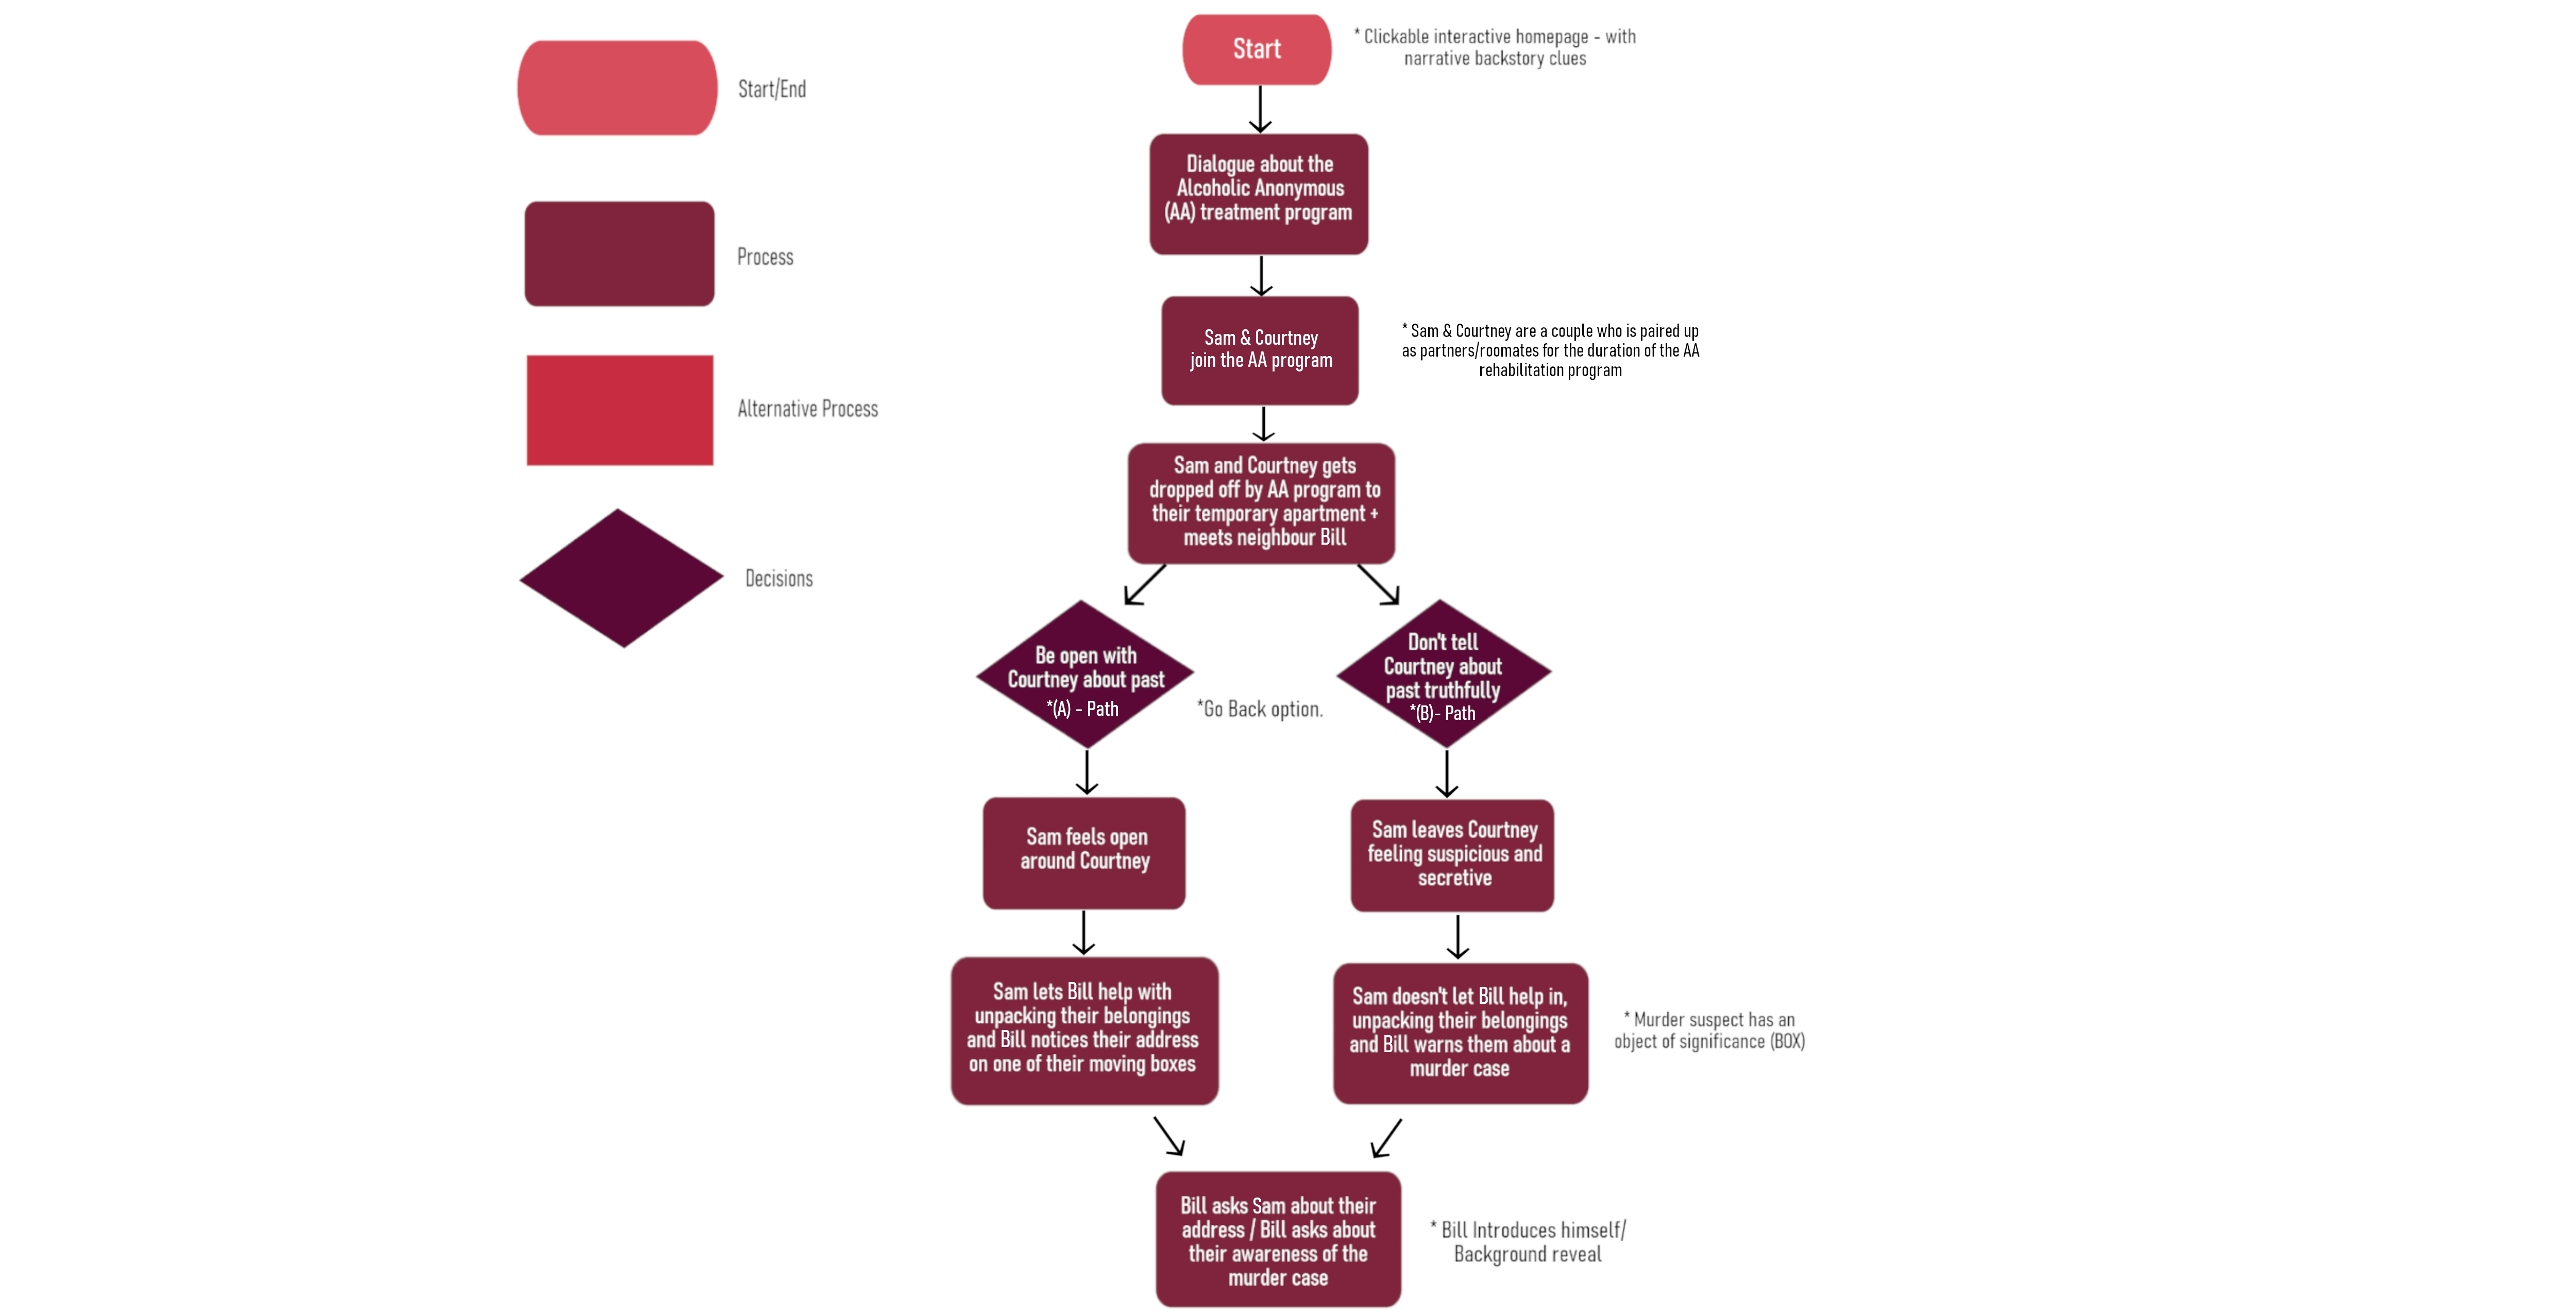 Start/End
Process
Alternative Process
Decisions
Start
* Clickable interactive homepage - with
narrative backstory clues
Dialogue about the
Alcoholic Anonymous
(AA) treatment program
Sam & Courtney
join the AA program
* Sam & Courtney are a couple who is paired up
as partners/roomates for the duration of the AA
rehabilitation program
Sam and Courtney gets
dropped off by AA program to
their temporary apartment +
meets neighbour Bill
Be open with
Courtney about past
*(A) - Path
*Go Back option.
Don't tell
Courtney about
past truthfully
*(B)- Path
Sam feels open
around Courtney
Sam leaves Courtney
feeling suspicious and
secretive
Sam lets Bill help with
unpacking their belongings
and Bill notices their address
on one of their moving boxes
Sam doesn't let Bill help in,
unpacking their belongings
and Bill warns them about a
murder case
* Murder suspect has an
object of significance (BOX)
Bill asks Sam about their
address / Bill asks about
their awareness of the
murder case
* Bill Introduces himself/
Background reveal